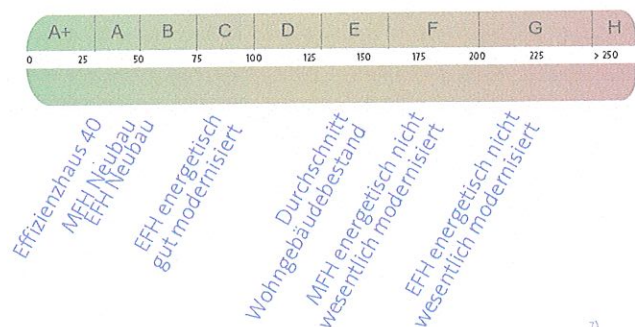 A+ A B C D E F G H
0 25 50 75 100 125 150 175 200 225 > 250
Effizienzhaus 40
MFH Neubau
EFH Neubau
EFH energetisch
gut modernisiert
Durchschnitt
Wohngebäudebestand
MFH energetisch nicht
wesentlich modernisiert
EFH energetisch nicht
wesentlich modernisiert
7)